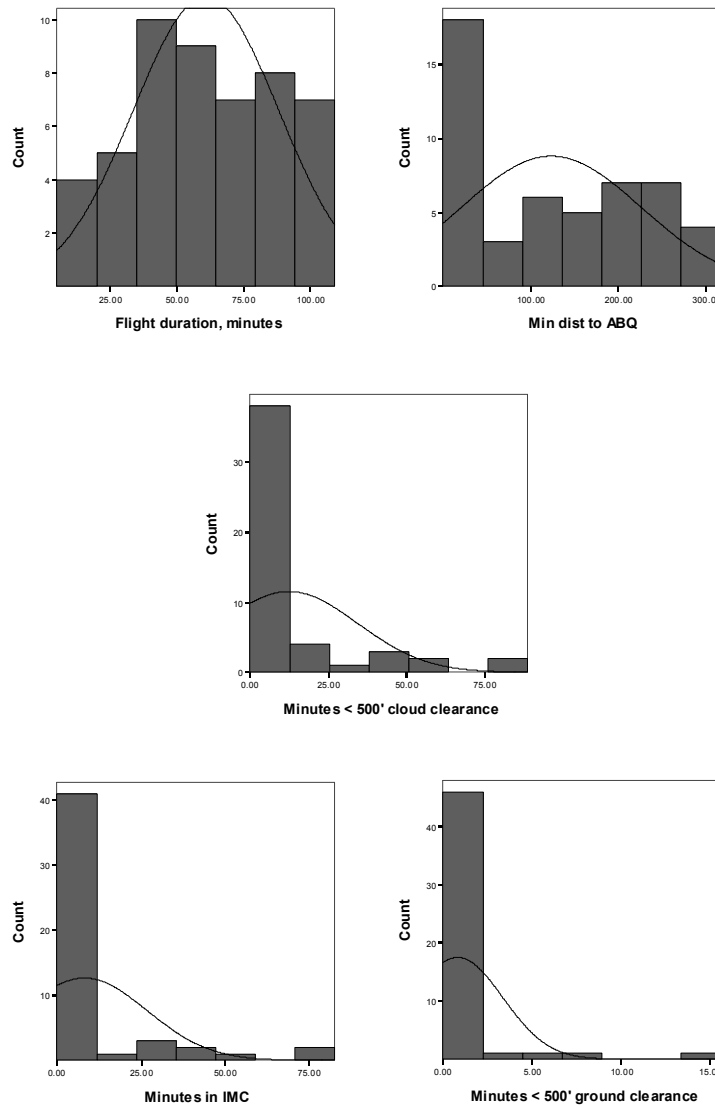 10
8
6
4
2
Count
25.00 50.00 75.00 100.00
Flight duration, minutes
15
10
5
0
Count
100.00 200.00 300.0
Min dist to ABQ
30
20
10
0
Count
0.00 25.00 50.00 75.00
Minutes < 500' cloud clearance
40
30
20
10
Count
0.00 25.00 50.00 75.00
Minutes in IMC
40
30
20
10
Count
0.00 5.00 10.00 15.0
Minutes < 500' ground clearance